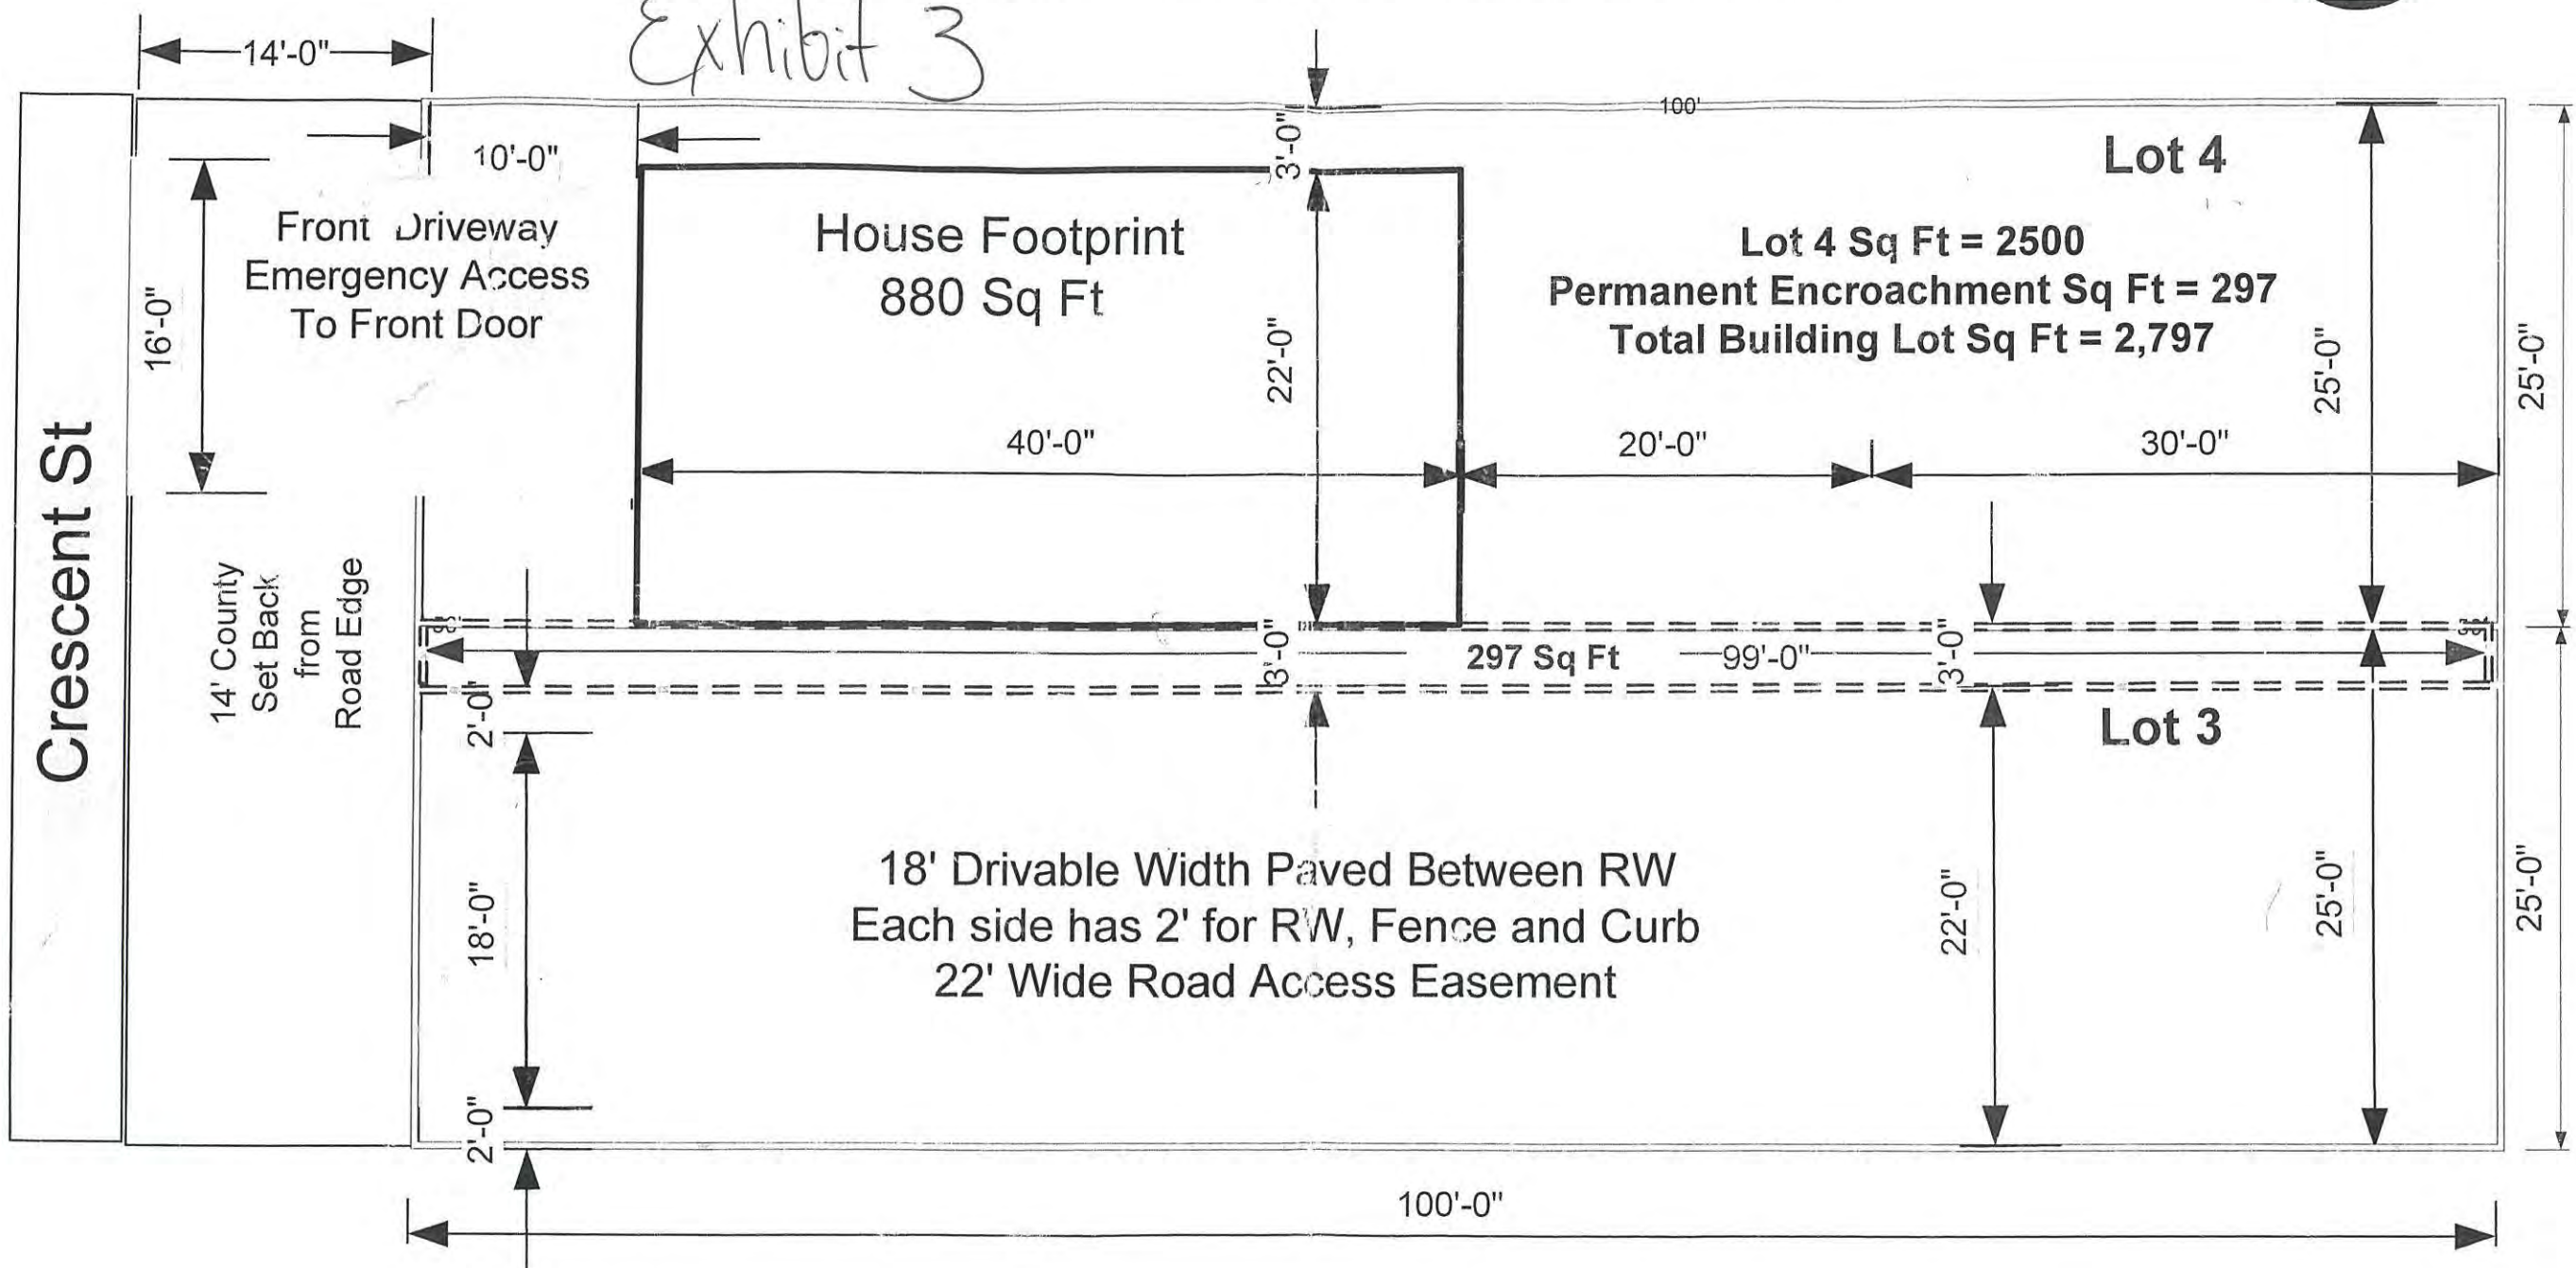 Exhibit 3
14'-0"
100'
10'-0"
3'-0"
Lot 4
Front Driveway
Emergency Access
To Front Door
16'-0"
House Footprint
880 Sq Ft
Lot 4 Sq Ft = 2500
Permanent Encroachment Sq Ft = 297
Total Building Lot Sq Ft = 2,797
22'-0"
25'-0"
25'-0"
40'-0"
20'-0"
30'-0"
Crescent St
14' County
Set Back
from
Road Edge
3'-0"
297 Sq Ft
99'-0"
3'-0"
2'-0"
Lot 3
18'-0"
18' Drivable Width Paved Between RW
Each side has 2' for RW, Fence and Curb
22' Wide Road Access Easement
22'-0"
25'-0"
25'-0"
2'-0"
100'-0"